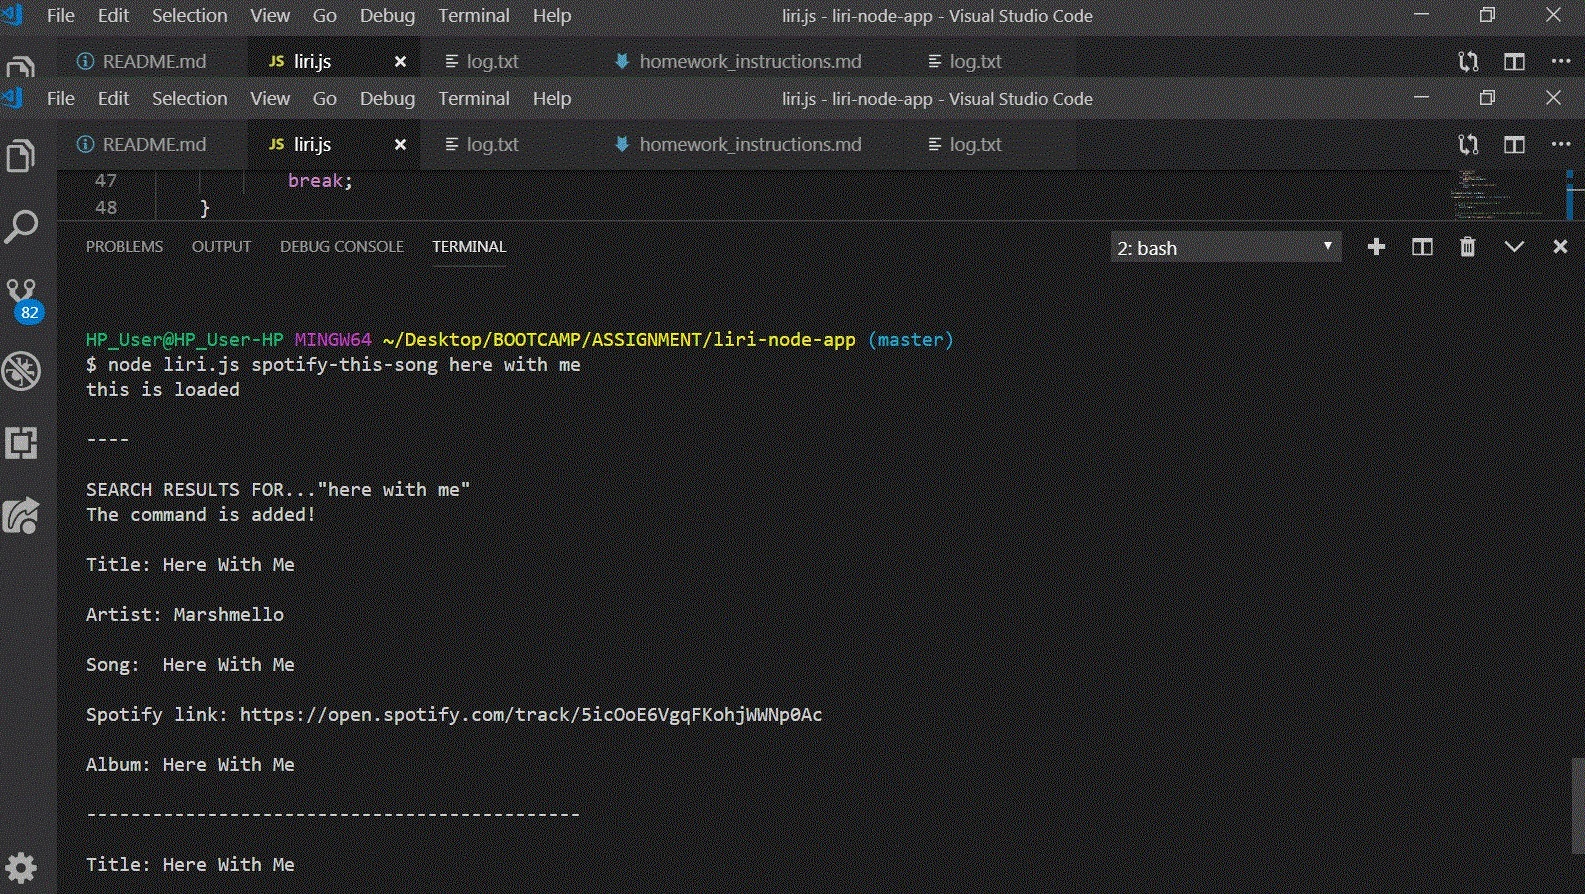 File Edit Selection View Go Debug Terminal Help liri.js - liri-node-app - Visual Studio Code
README.md JS liri.js log.txt homework_instructions.md log.txt
File Edit Selection View Go Debug Terminal Help liri.js - liri-node-app - Visual Studio Code
README.md JS liri.js log.txt homework_instructions.md log.txt
47 break;
48 }
PROBLEMS OUTPUT DEBUG CONSOLE TERMINAL 2: bash
82
HP_User@HP_User-HP MINGW64 ~/Desktop/BOOTCAMP/ASSIGNMENT/liri-node-app (master)
$ node liri.js spotify-this-song here with me
this is loaded
----
SEARCH RESULTS FOR..."here with me"
The command is added!
Title: Here With Me
Artist: Marshmello
Song:  Here With Me
Spotify link: https://open.spotify.com/track/5icOoE6VgqFKohjWWNp0Ac
Album: Here With Me
---------------------------------------------
Title: Here With Me